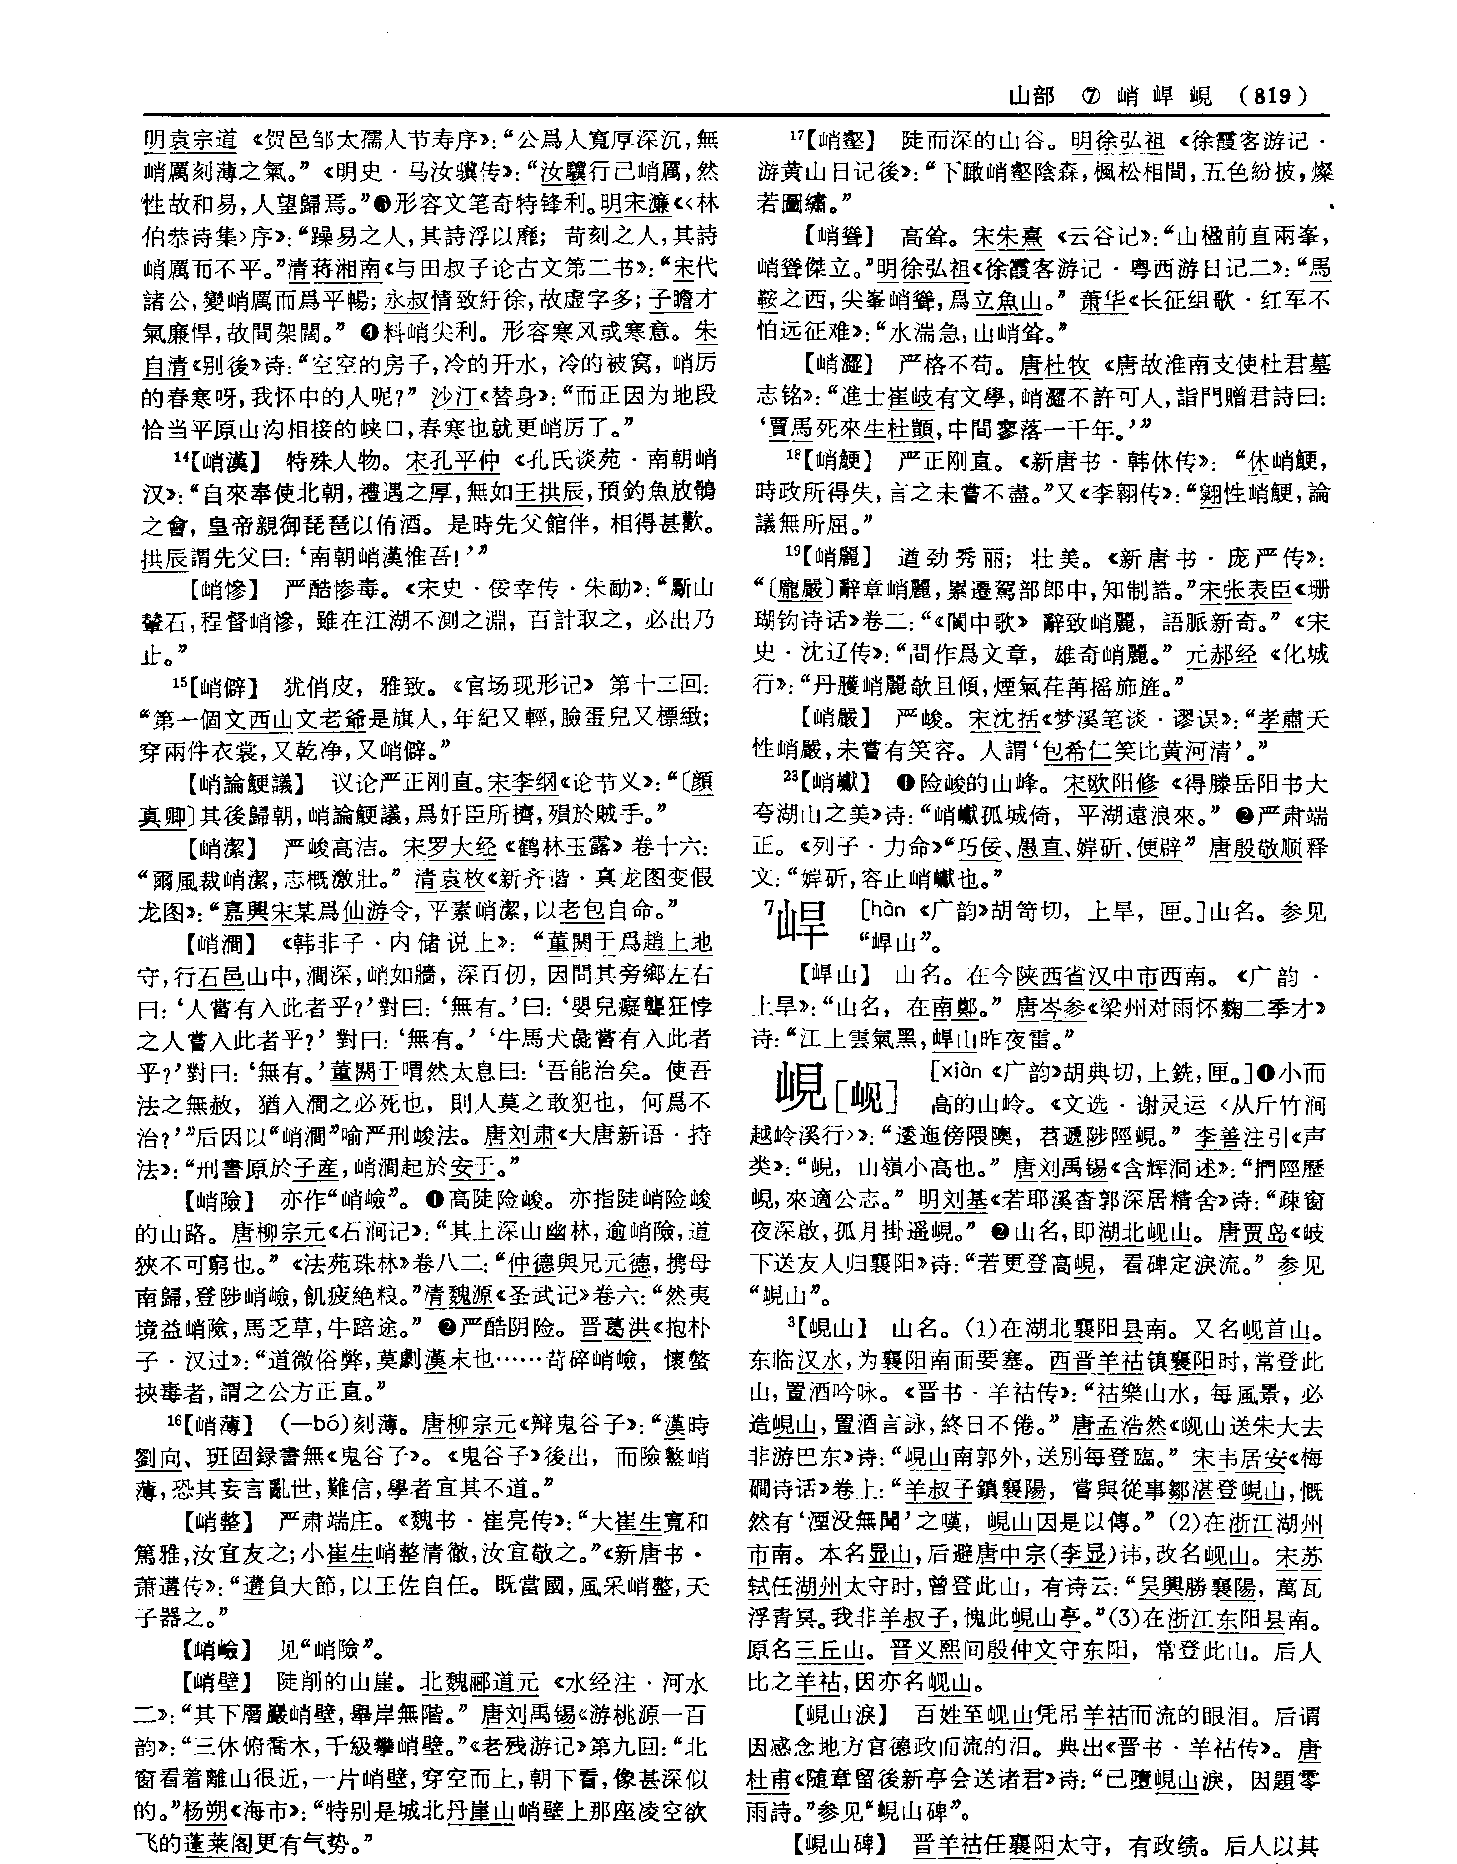 山部 ⑦ 峭 峄 峴 (819)
明袁宗道《贺邑邹太孺人节寿序》：“公爲人寬厚深沉，無
峭厲刻薄之氣。”《明史·马汝骥传》：“汝驥行己峭厲，然
性故和易，人望歸焉。”❸形容文笔奇特锋利。明宋濂《〈林
伯恭诗集〉序》：“躁易之人，其詩浮以靡；苛刻之人，其詩
峭厲而不平。”清蒋湘南《与田叔子论古文第二书》：“宋代
諸公，變峭厲而爲平暢；永叔情致紆徐，故虚字多；子瞻才
氣廉悍，故間架闊。”❹料峭尖利。形容寒风或寒意。朱
自清《别後》诗：“空空的房子，冷的开水，冷的被窝，峭厉
的春寒呀，我怀中的人呢？”沙汀《替身》：“而正因为地段
恰当平原山沟相接的峡口，春寒也就更峭厉了。”
14【峭漢】 特殊人物。宋孔平仲《孔氏谈苑·南朝峭
汉》：“自來奉使北朝，禮遇之厚，無如王拱辰，預釣魚放鶻
之會，皇帝親御琵琶以侑酒。是時先父館伴，相得甚歡。
拱辰謂先父曰：‘南朝峭漢惟吾！’”
【峭慘】 严酷惨毒。《宋史·佞幸传·朱勔》：“斸山
輦石，程督峭慘，雖在江湖不測之淵，百計取之，必出乃
止。”
15【峭僻】 犹俏皮，雅致。《官场现形记》第十二回：
“第一個文西山文老爺是旗人，年紀又輕，臉蛋兒又標緻；
穿兩件衣裳，又乾净，又峭僻。”
【峭論鯁議】 议论严正刚直。宋李纲《论节义》：“〔顔
真卿〕其後歸朝，峭論鯁議，爲奸臣所擠，殞於賊手。”
【峭潔】 严峻高洁。宋罗大经《鹤林玉露》卷十六：
“爾風裁峭潔，志概激壯。”清袁枚《新齐谐·真龙图变假
龙图》：“嘉興宋某爲仙游令，平素峭潔，以老包自命。”
【峭澗】 《韩非子·内储说上》：“董閼于爲趙上地
守，行石邑山中，澗深，峭如牆，深百仞，因問其旁鄉左右
曰：‘人嘗有入此者乎？’對曰：‘無有。’曰：‘嬰兒癡聾狂悖
之人嘗入此者乎？’對曰：‘無有。’‘牛馬犬彘嘗有入此者
乎？’對曰：‘無有。’董閼于喟然太息曰：‘吾能治矣。使吾
法之無赦，猶入澗之必死也，則人莫之敢犯也，何爲不
治？’”后因以“峭澗”喻严刑峻法。唐刘肃《大唐新语·持
法》：“刑書原於子産，峭澗起於安于。”
【峭險】 亦作“峭嶮”。❶高陡险峻。亦指陡峭险峻
的山路。唐柳宗元《石涧记》：“其上深山幽林，逾峭險，道
狹不可窮也。”《法苑珠林》卷八二：“仲德與兄元德，携母
南歸，登陟峭嶮，飢疲絶粮。”清魏源《圣武记》卷六：“然夷
境益峭險，馬乏草，牛踣途。”❷严酷阴险。晋葛洪《抱朴
子·汉过》：“道微俗弊，莫劇漢末也……苛碎峭嶮，懷螫
挾毒者，謂之公方正直。”
16【峭薄】 （—bó）刻薄。唐柳宗元《辩鬼谷子》：“漢時
劉向、班固録書無《鬼谷子》。《鬼谷子》後出，而險盭峭
薄，恐其妄言亂世，難信，學者宜其不道。”
【峭整】 严肃端庄。《魏书·崔亮传》：“大崔生寬和
篤雅，汝宜友之；小崔生峭整清徹，汝宜敬之。”《新唐书·
萧遘传》：“遘負大節，以王佐自任。既當國，風采峭整，天
子器之。”
【峭嶮】 见“峭險”。
【峭壁】 陡削的山崖。北魏郦道元《水经注·河水
二》：“其下層巖峭壁，舉岸無階。”唐刘禹锡《游桃源一百
韵》：“三休俯喬木，千級攀峭壁。”《老残游记》第九回：“北
窗看着離山很近，一片峭壁，穿空而上，朝下看，像甚深似
的。”杨朔《海市》：“特别是城北丹崖山峭壁上那座凌空欲
飞的蓬莱阁更有气势。”
17【峭壑】 陡而深的山谷。明徐弘祖《徐霞客游记·
游黄山日记後》：“下瞰峭壑陰森，楓松相間，五色紛披，燦
若圖繡。”
【峭聳】 高耸。宋朱熹《云谷记》：“山楹前直兩峯，
峭聳傑立。”明徐弘祖《徐霞客游记·粤西游日记二》：“馬
鞍之西，尖峯峭聳，爲立魚山。”萧华《长征组歌·红军不
怕远征难》：“水湍急，山峭耸。”
【峭澀】 严格不苟。唐杜牧《唐故淮南支使杜君墓
志铭》：“進士崔岐有文學，峭澀不許可人，詣門贈君詩曰：
‘賈馬死來生杜顗，中間寥落一千年。’”
18【峭鯁】 严正刚直。《新唐书·韩休传》：“休峭鯁，
時政所得失，言之未嘗不盡。”又《李翱传》：“翱性峭鯁，論
議無所屈。”
19【峭麗】 遒劲秀丽；壮美。《新唐书·庞严传》：
“〔龐嚴〕辭章峭麗，累遷駕部郎中，知制誥。”宋张表臣《珊
瑚钩诗话》卷二：“《閬中歌》辭致峭麗，語脈新奇。”《宋
史·沈辽传》：“間作爲文章，雄奇峭麗。”元郝经《化城
行》：“丹雘峭麗欹且傾，煙氣荏苒摇旆旌。”
【峭嚴】 严峻。宋沈括《梦溪笔谈·谬误》：“孝肅天
性峭嚴，未嘗有笑容。人謂‘包希仁笑比黄河清’。”
23【峭巘】 ❶险峻的山峰。宋欧阳修《得滕岳阳书大
夸湖山之美》诗：“峭巘孤城倚，平湖遠浪來。”❷严肃端
正。《列子·力命》“巧佞、愚直、婩斫、便辟”唐殷敬顺释
文：“婩斫，容止峭巘也。”
7峄 [hàn《广韵》胡笴切，上旱，匣。]山名。参见
“峄山”。
【峄山】 山名。在今陕西省汉中市西南。《广韵·
上旱》：“山名，在南鄭。”唐岑参《梁州对雨怀麴二季才》
诗：“江上雲氣黑，峄山昨夜雷。”
峴[岘] [xiàn《广韵》胡典切，上銑，匣。]❶小而
高的山岭。《文选·谢灵运〈从斤竹涧
越岭溪行〉》：“逶迤傍隈隩，苕遞陟陘峴。”李善注引《声
类》：“峴，山嶺小高也。”唐刘禹锡《含辉洞述》：“捫陘歷
峴，來適公志。”明刘基《若耶溪杳郭深居精舍》诗：“疎窗
夜深啟，孤月掛遥峴。”❷山名，即湖北岘山。唐贾岛《岐
下送友人归襄阳》诗：“若更登高峴，看碑定淚流。”参见
“峴山”。
3【峴山】 山名。（1）在湖北襄阳县南。又名岘首山。
东临汉水，为襄阳南面要塞。西晋羊祜镇襄阳时，常登此
山，置酒吟咏。《晋书·羊祜传》：“祜樂山水，每風景，必
造峴山，置酒言詠，終日不倦。”唐孟浩然《岘山送朱大去
非游巴东》诗：“峴山南郭外，送别每登臨。”宋韦居安《梅
磵诗话》卷上：“羊叔子鎮襄陽，嘗與從事鄒湛登峴山，慨
然有‘湮没無聞’之嘆，峴山因是以傳。”（2）在浙江湖州
市南。本名显山，后避唐中宗（李显）讳，改名岘山。宋苏
轼任湖州太守时，曾登此山，有诗云：“吴興勝襄陽，萬瓦
浮青冥。我非羊叔子，愧此峴山亭。”（3）在浙江东阳县南。
原名三丘山。晋义熙间殷仲文守东阳，常登此山。后人
比之羊祜，因亦名岘山。
【峴山淚】 百姓至岘山凭吊羊祜而流的眼泪。后谓
因感念地方官德政而流的泪。典出《晋书·羊祜传》。唐
杜甫《随章留後新亭会送诸君》诗：“已墮峴山淚，因題零
雨詩。”参见“峴山碑”。
【峴山碑】 晋羊祜任襄阳太守，有政绩。后人以其